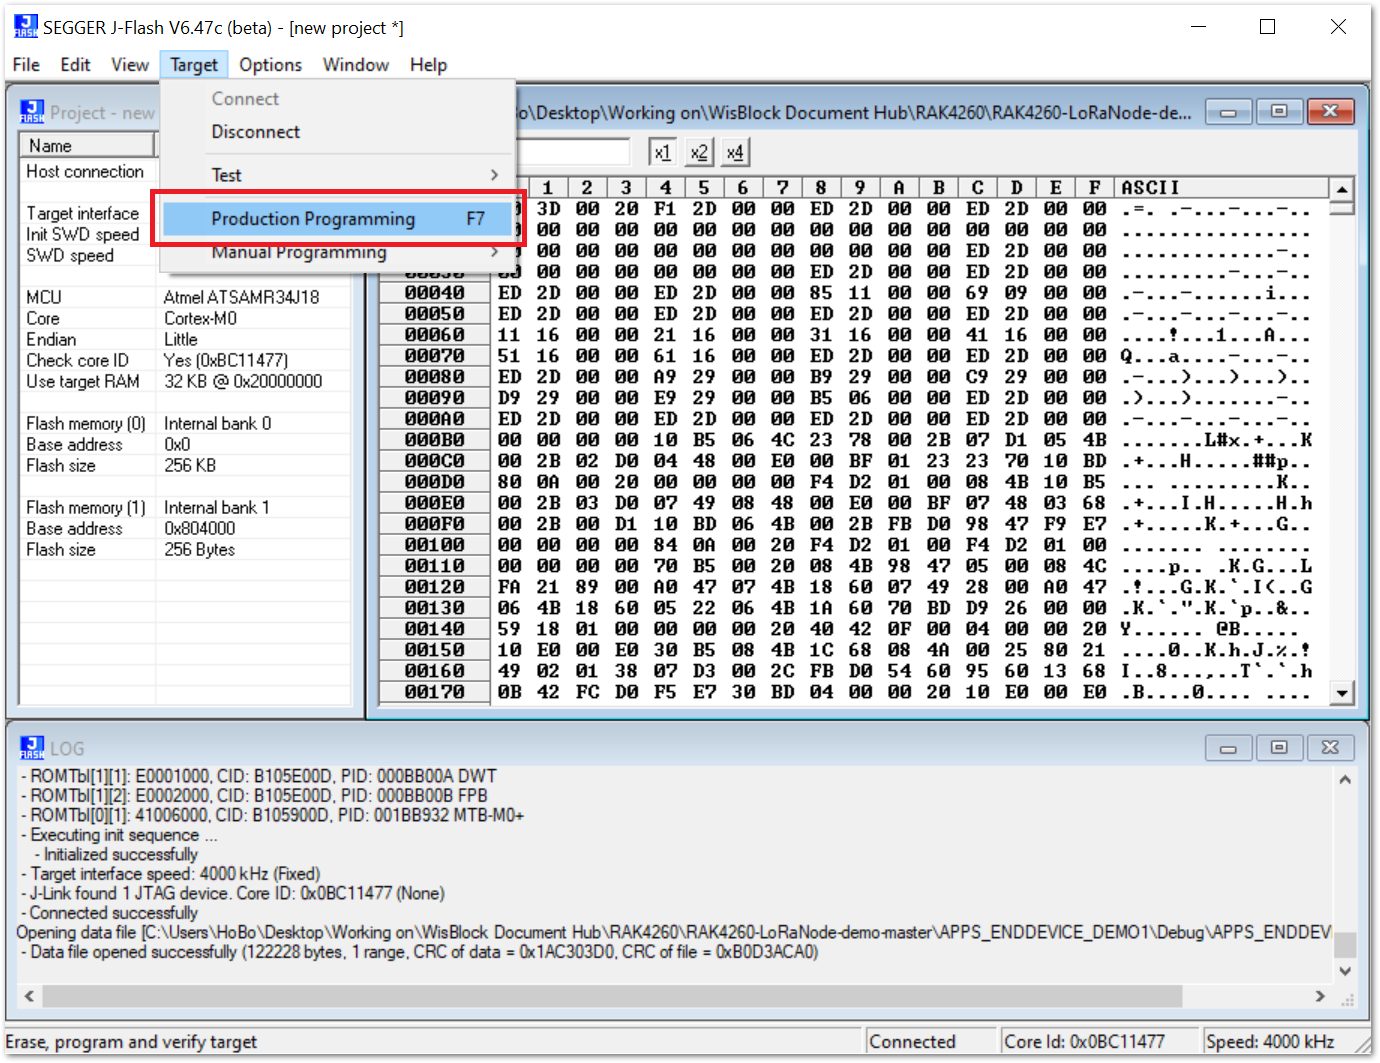 SEGGER J-Flash V6.47c (beta) - [new project *]
File Edit View Target Options Window Help
Project - new
o\Desktop\Working on\WisBlock Document Hub\RAK4260\RAK4260-LoRaNode-de...
Connect
Disconnect
Test
Production Programming F7
Manual Programming
x1 x2 x4
Name
Host connection
Target interface
Init SWD speed
SWD speed
MCU Atmel ATSAMR34J18
Core Cortex-M0
Endian Little
Check core ID Yes (0xBC11477)
Use target RAM 32 KB @ 0x20000000
Flash memory (0) Internal bank 0
Base address 0x0
Flash size 256 KB
Flash memory (1) Internal bank 1
Base address 0x804000
Flash size 256 Bytes
1 2 3 4 5 6 7 8 9 A B C D E F ASCII
3D 00 20 F1 2D 00 00 ED 2D 00 00 ED 2D 00 00 .=. .-...-...-..
00 00 00 00 00 00 00 00 00 00 00 00 00 00 00 ................
00 00 00 00 00 00 00 00 00 00 00 ED 2D 00 00 .............-..
00 00 00 00 00 00 00 ED 2D 00 00 ED 2D 00 00 .........-...-..
00040 ED 2D 00 00 ED 2D 00 00 85 11 00 00 69 09 00 00 .-...-......i...
00050 ED 2D 00 00 ED 2D 00 00 ED 2D 00 00 ED 2D 00 00 .-...-...-...-..
00060 11 16 00 00 21 16 00 00 31 16 00 00 41 16 00 00 ....!...1...A...
00070 51 16 00 00 61 16 00 00 ED 2D 00 00 ED 2D 00 00 Q...a....-...-..
00080 ED 2D 00 00 A9 29 00 00 B9 29 00 00 C9 29 00 00 .-...)...)...)..
00090 D9 29 00 00 E9 29 00 00 B5 06 00 00 ED 2D 00 00 .)...).......-..
000A0 ED 2D 00 00 ED 2D 00 00 ED 2D 00 00 ED 2D 00 00 .-...-...-...-..
000B0 00 00 00 00 10 B5 06 4C 23 78 00 2B 07 D1 05 4B .......L#x.+...K
000C0 00 2B 02 D0 04 48 00 E0 00 BF 01 23 23 70 10 BD .+...H.....##p..
000D0 80 0A 00 20 00 00 00 00 F4 D2 01 00 08 4B 10 B5 ... .........K..
000E0 00 2B 03 D0 07 49 08 48 00 E0 00 BF 07 48 03 68 .+...I.H.....H.h
000F0 00 2B 00 D1 10 BD 06 4B 00 2B FB D0 98 47 F9 E7 .+.....K.+...G..
00100 00 00 00 00 84 0A 00 20 F4 D2 01 00 F4 D2 01 00 ....... ........
00110 00 00 00 00 70 B5 00 20 08 4B 98 47 05 00 08 4C ....p.. .K.G...L
00120 FA 21 89 00 A0 47 07 4B 18 60 07 49 28 00 A0 47 .!...G.K.`.I(..G
00130 06 4B 18 60 05 22 06 4B 1A 60 70 BD D9 26 00 00 .K.`.".K.`p..&..
00140 59 18 01 00 00 00 00 20 40 42 0F 00 04 00 00 20 Y...... @B.....
00150 10 E0 00 E0 30 B5 08 4B 1C 68 08 4A 00 25 80 21 ....0..K.h.J.%.!
00160 49 02 01 38 07 D3 00 2C FB D0 54 60 95 60 13 68 I..8...,..T`.`.h
00170 0B 42 FC D0 F5 E7 30 BD 04 00 00 20 10 E0 00 E0 .B....0.... ....
LOG
- ROMTbl[1][1]: E0001000, CID: B105E00D, PID: 000BB00A DWT
- ROMTbl[1][2]: E0002000, CID: B105E00D, PID: 000BB00B FPB
- ROMTbl[0][1]: 41006000, CID: B105900D, PID: 001BB932 MTB-M0+
- Executing init sequence ...
- Initialized successfully
- Target interface speed: 4000 kHz (Fixed)
- J-Link found 1 JTAG device. Core ID: 0x0BC11477 (None)
- Connected successfully
Opening data file [C:\Users\HoBo\Desktop\Working on\WisBlock Document Hub\RAK4260\RAK4260-LoRaNode-demo-master\APPS_ENDDEVICE_DEMO1\Debug\APPS_ENDDEVI
- Data file opened successfully (122228 bytes, 1 range, CRC of data = 0x1AC303D0, CRC of file = 0xB0D3ACA0)
Erase, program and verify target
Connected
Core Id: 0x0BC11477
Speed: 4000 kHz